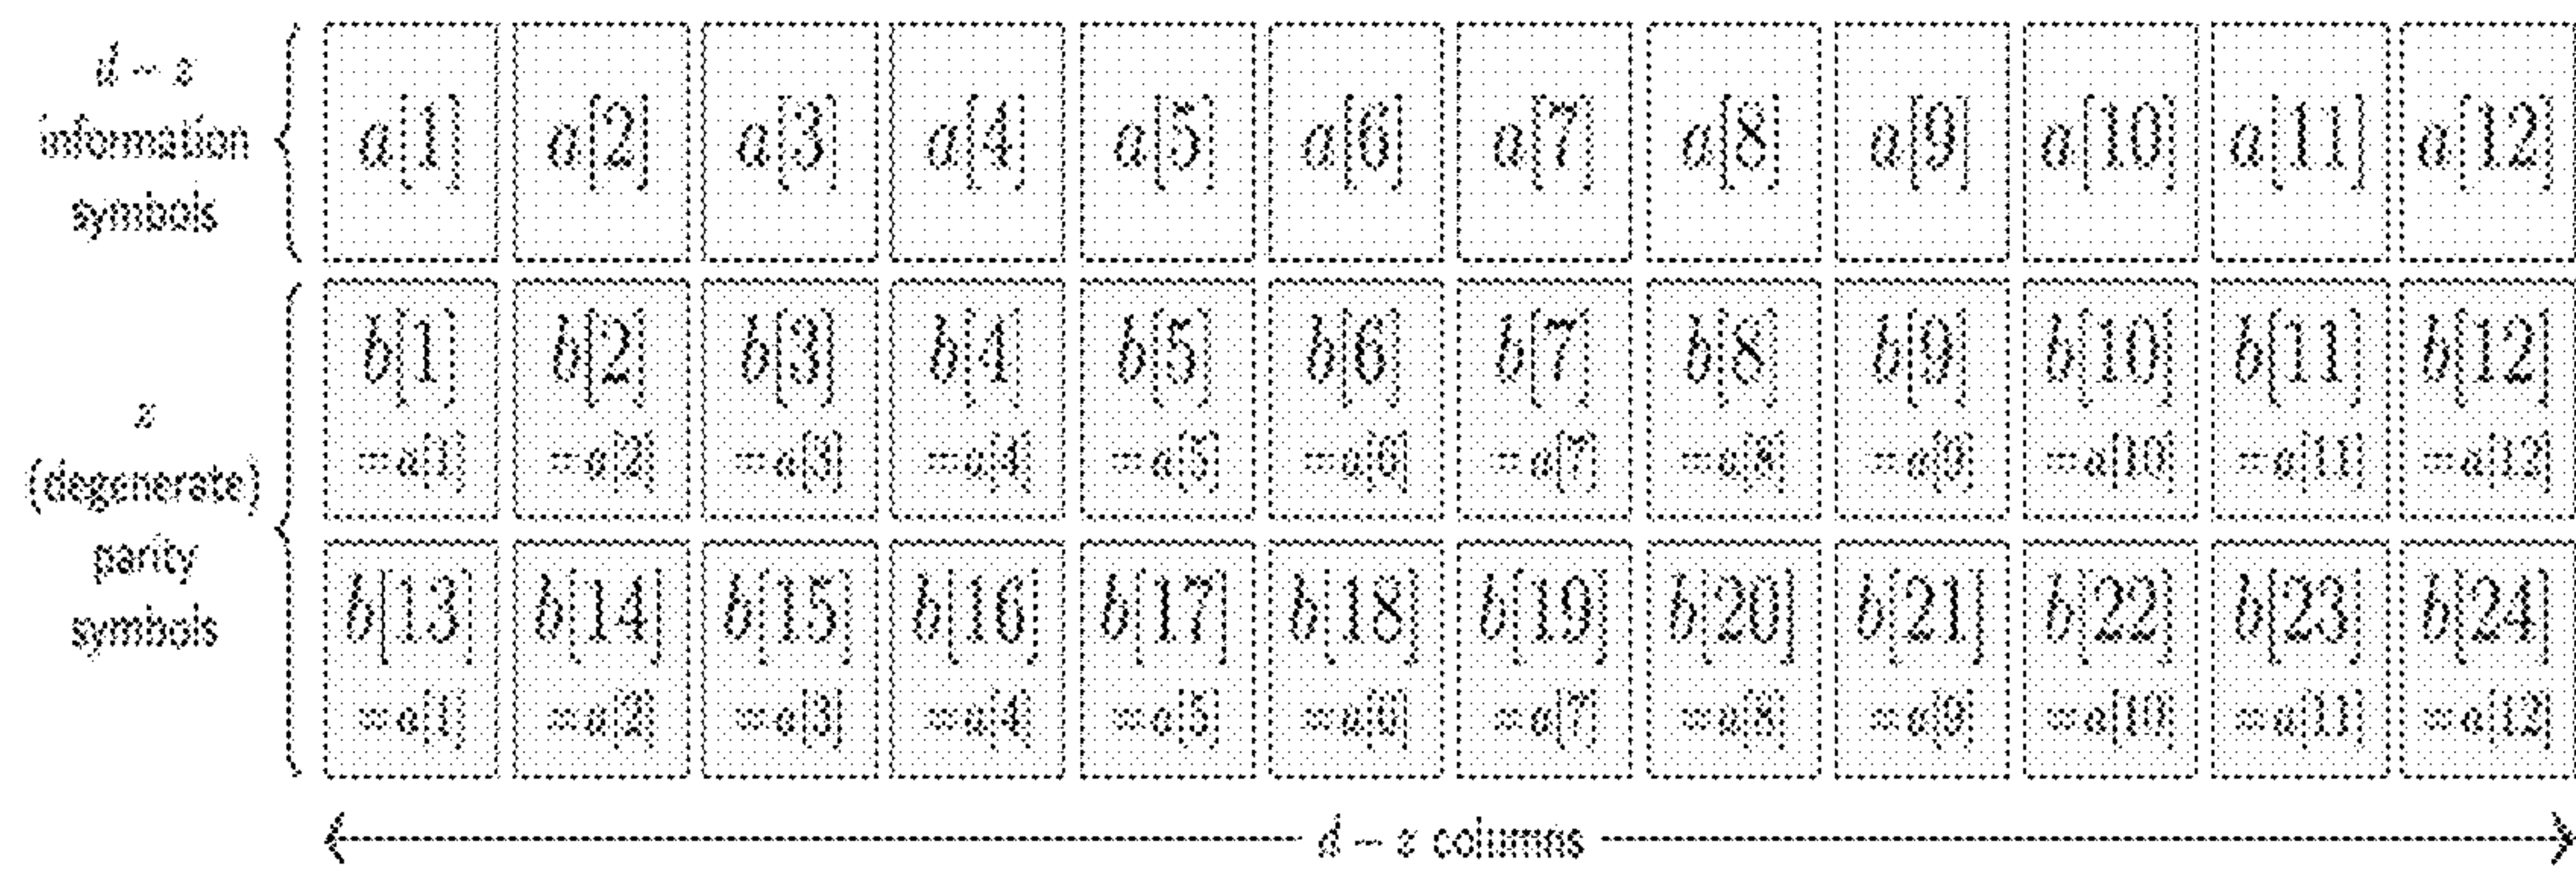 d − z
information
symbols
a[1] a[2] a[3] a[4] a[5] a[6] a[7] a[8] a[9] a[10] a[11] a[12]
z
(degenerate)
parity
symbols
b[1] b[2] b[3] b[4] b[5] b[6] b[7] b[8] b[9] b[10] b[11] b[12]
=a[1] =a[2] =a[3] =a[4] =a[5] =a[6] =a[7] =a[8] =a[9] =a[10] =a[11] =a[12]
b[13] b[14] b[15] b[16] b[17] b[18] b[19] b[20] b[21] b[22] b[23] b[24]
=a[1] =a[2] =a[3] =a[4] =a[5] =a[6] =a[7] =a[8] =a[9] =a[10] =a[11] =a[12]
d − z columns